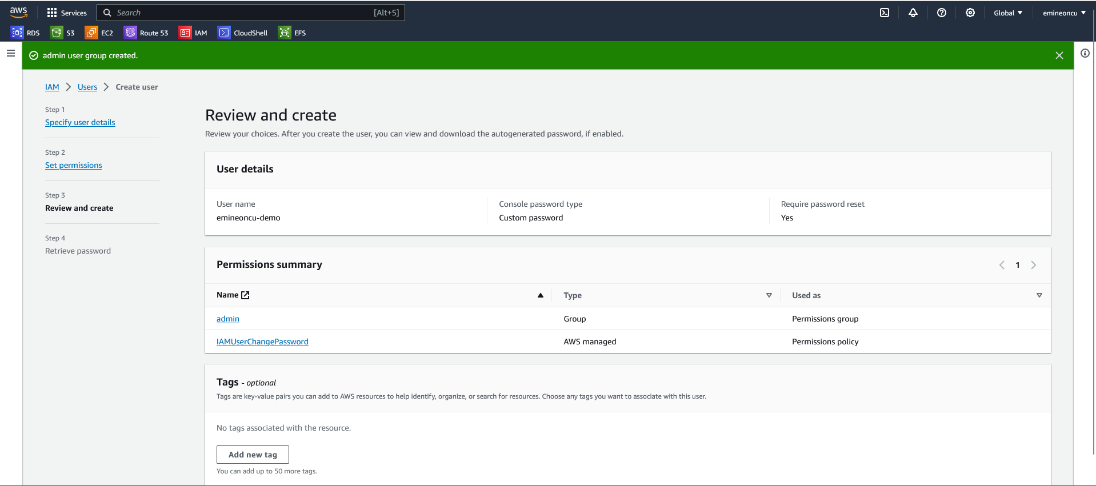 aws Services Search [Alt+S] Global emineoncu
RDS S3 EC2 Route 53 IAM CloudShell EFS
admin user group created.
IAM Users Create user
Step 1
Specify user details
Step 2
Set permissions
Step 3
Review and create
Step 4
Retrieve password
Review and create
Review your choices. After you create the user, you can view and download the autogenerated password, if enabled.
User details
User name
emineoncu-demo
Console password type
Custom password
Require password reset
Yes
Permissions summary
1
Name Type Used as
admin Group Permissions group
IAMUserChangePassword AWS managed Permissions policy
Tags - optional
Tags are key-value pairs you can add to AWS resources to help identify, organize, or search for resources. Choose any tags you want to associate with this user.
No tags associated with the resource.
Add new tag
You can add up to 50 more tags.